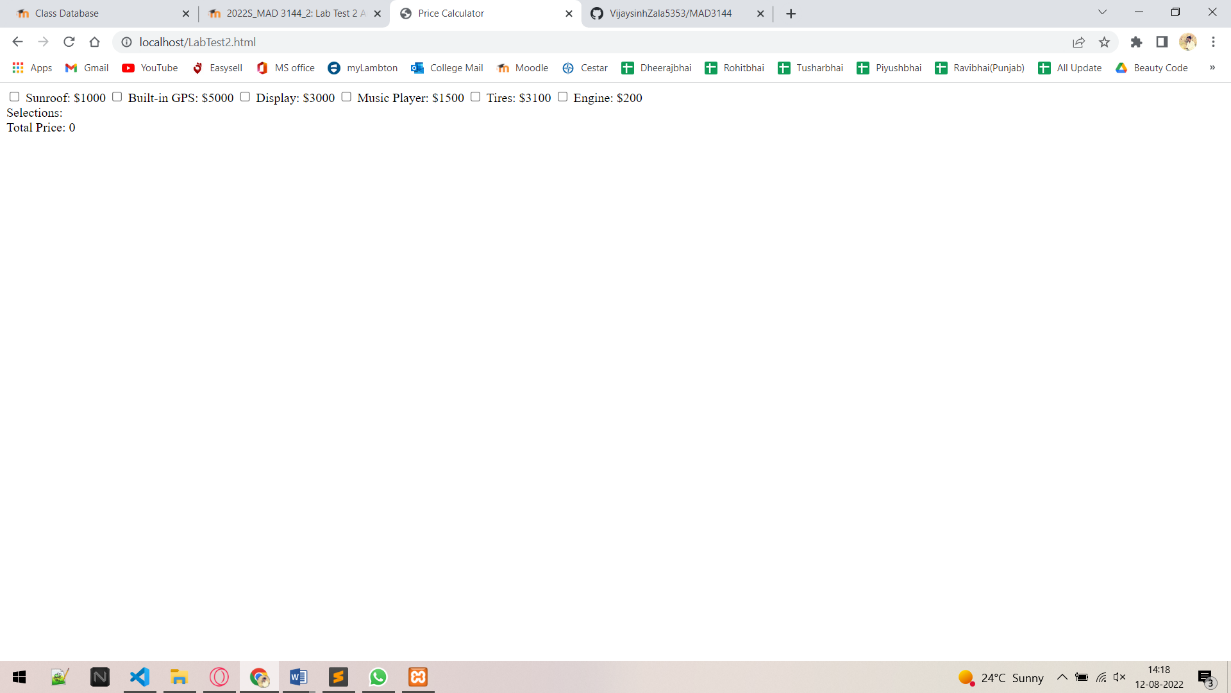 Class Database
2022S_MAD 3144_2: Lab Test 2 A
Price Calculator
VijaysinhZala5353/MAD3144
localhost/LabTest2.html
Apps Gmail YouTube Easysell MS office myLambton College Mail Moodle Cestar Dheerajbhai Rohitbhai Tusharbhai Piyushbhai Ravibhai(Punjab) All Update Beauty Code »
Sunroof: $1000 Built-in GPS: $5000 Display: $3000 Music Player: $1500 Tires: $3100 Engine: $200
Selections:
Total Price: 0
24°C Sunny
14:18
12-08-2022
3